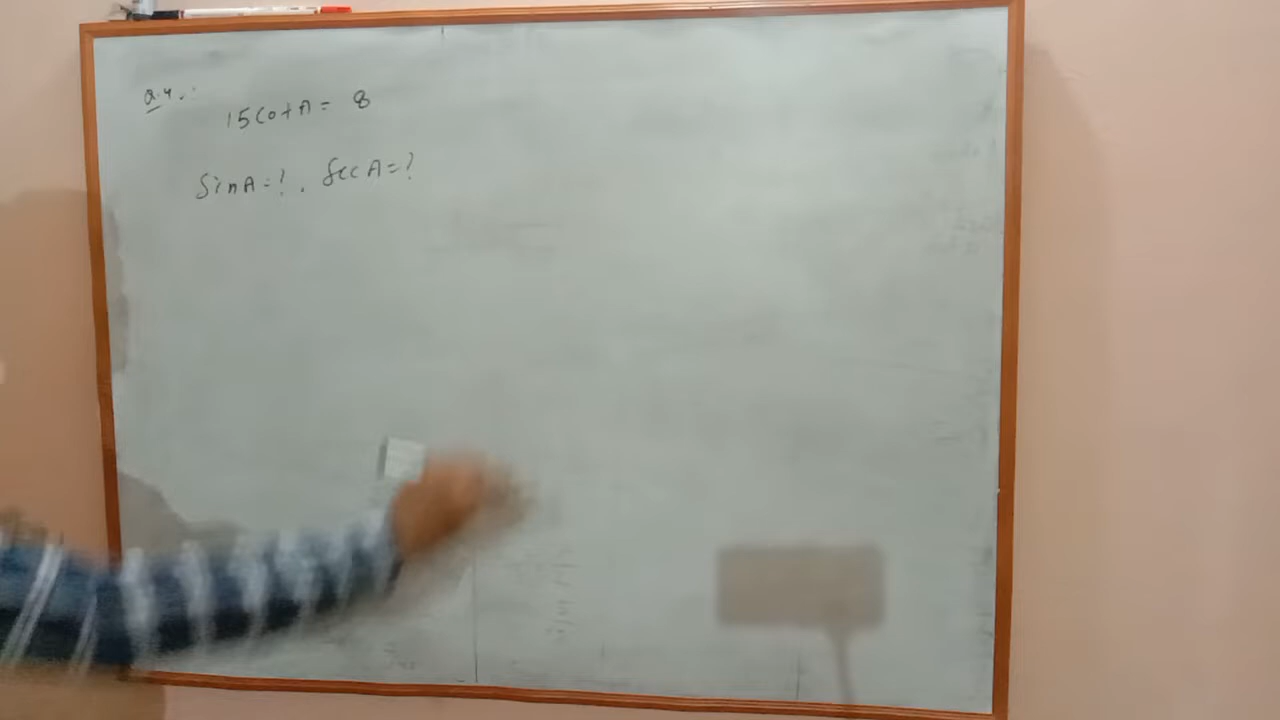 Q.4.
15 Cot A = 8
Sin A = ?, Sec A = ?